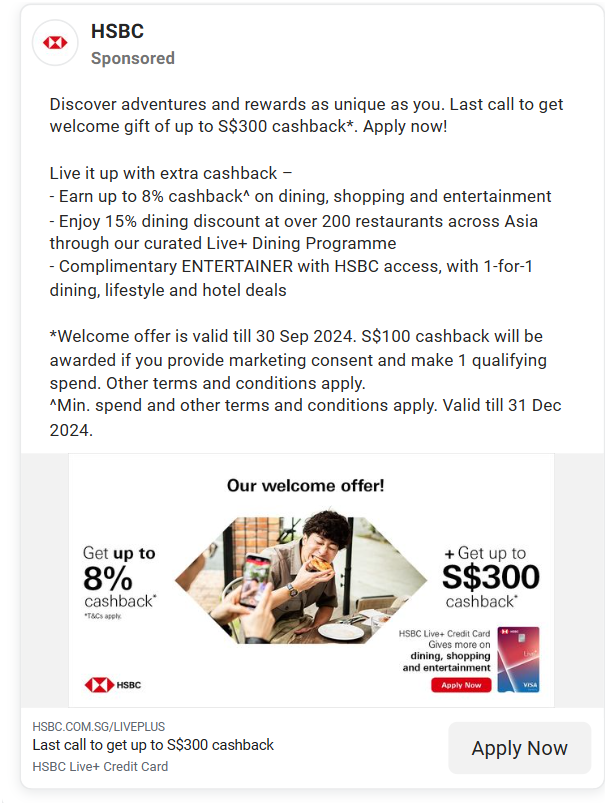 HSBC
Sponsored
Discover adventures and rewards as unique as you. Last call to get
welcome gift of up to S$300 cashback*. Apply now!
Live it up with extra cashback –
- Earn up to 8% cashback^ on dining, shopping and entertainment
- Enjoy 15% dining discount at over 200 restaurants across Asia
through our curated Live+ Dining Programme
- Complimentary ENTERTAINER with HSBC access, with 1-for-1
dining, lifestyle and hotel deals
*Welcome offer is valid till 30 Sep 2024. S$100 cashback will be
awarded if you provide marketing consent and make 1 qualifying
spend. Other terms and conditions apply.
^Min. spend and other terms and conditions apply. Valid till 31 Dec
2024.
Our welcome offer!
Get up to
8%
cashback*
*T&Cs apply.
+ Get up to
S$300
cashback*
HSBC Live+ Credit Card
Gives more on
dining, shopping
and entertainment
Apply Now
HSBC
Live+
VISA
HSBC
HSBC.COM.SG/LIVEPLUS
Last call to get up to S$300 cashback
HSBC Live+ Credit Card
Apply Now